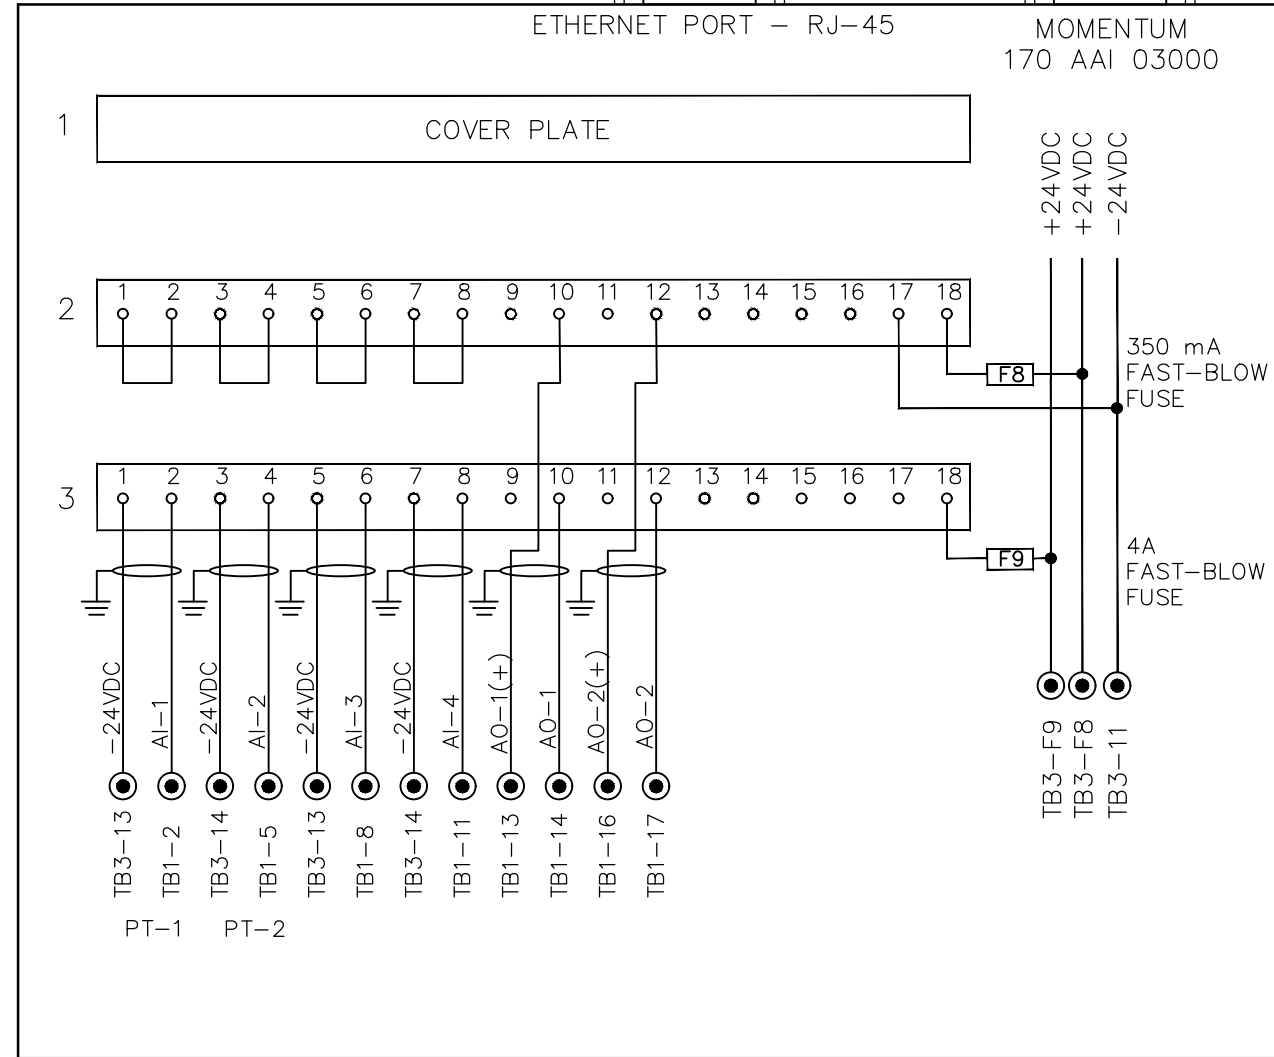 ETHERNET PORT - RJ-45
MOMENTUM
170 AAI 03000
1
COVER PLATE
+24VDC
+24VDC
-24VDC
2
1 2 3 4 5 6 7 8 9 10 11 12 13 14 15 16 17 18
F8
350 mA
FAST-BLOW
FUSE
3
1 2 3 4 5 6 7 8 9 10 11 12 13 14 15 16 17 18
F9
4A
FAST-BLOW
FUSE
-24VDC
AI-1
-24VDC
AI-2
-24VDC
AI-3
-24VDC
AI-4
AO-1(+)
AO-1
AO-2(+)
AO-2
TB3-F9
TB3-F8
TB3-11
TB3-13
TB1-2
TB3-14
TB1-5
TB3-13
TB1-8
TB3-14
TB1-11
TB1-13
TB1-14
TB1-16
TB1-17
PT-1
PT-2